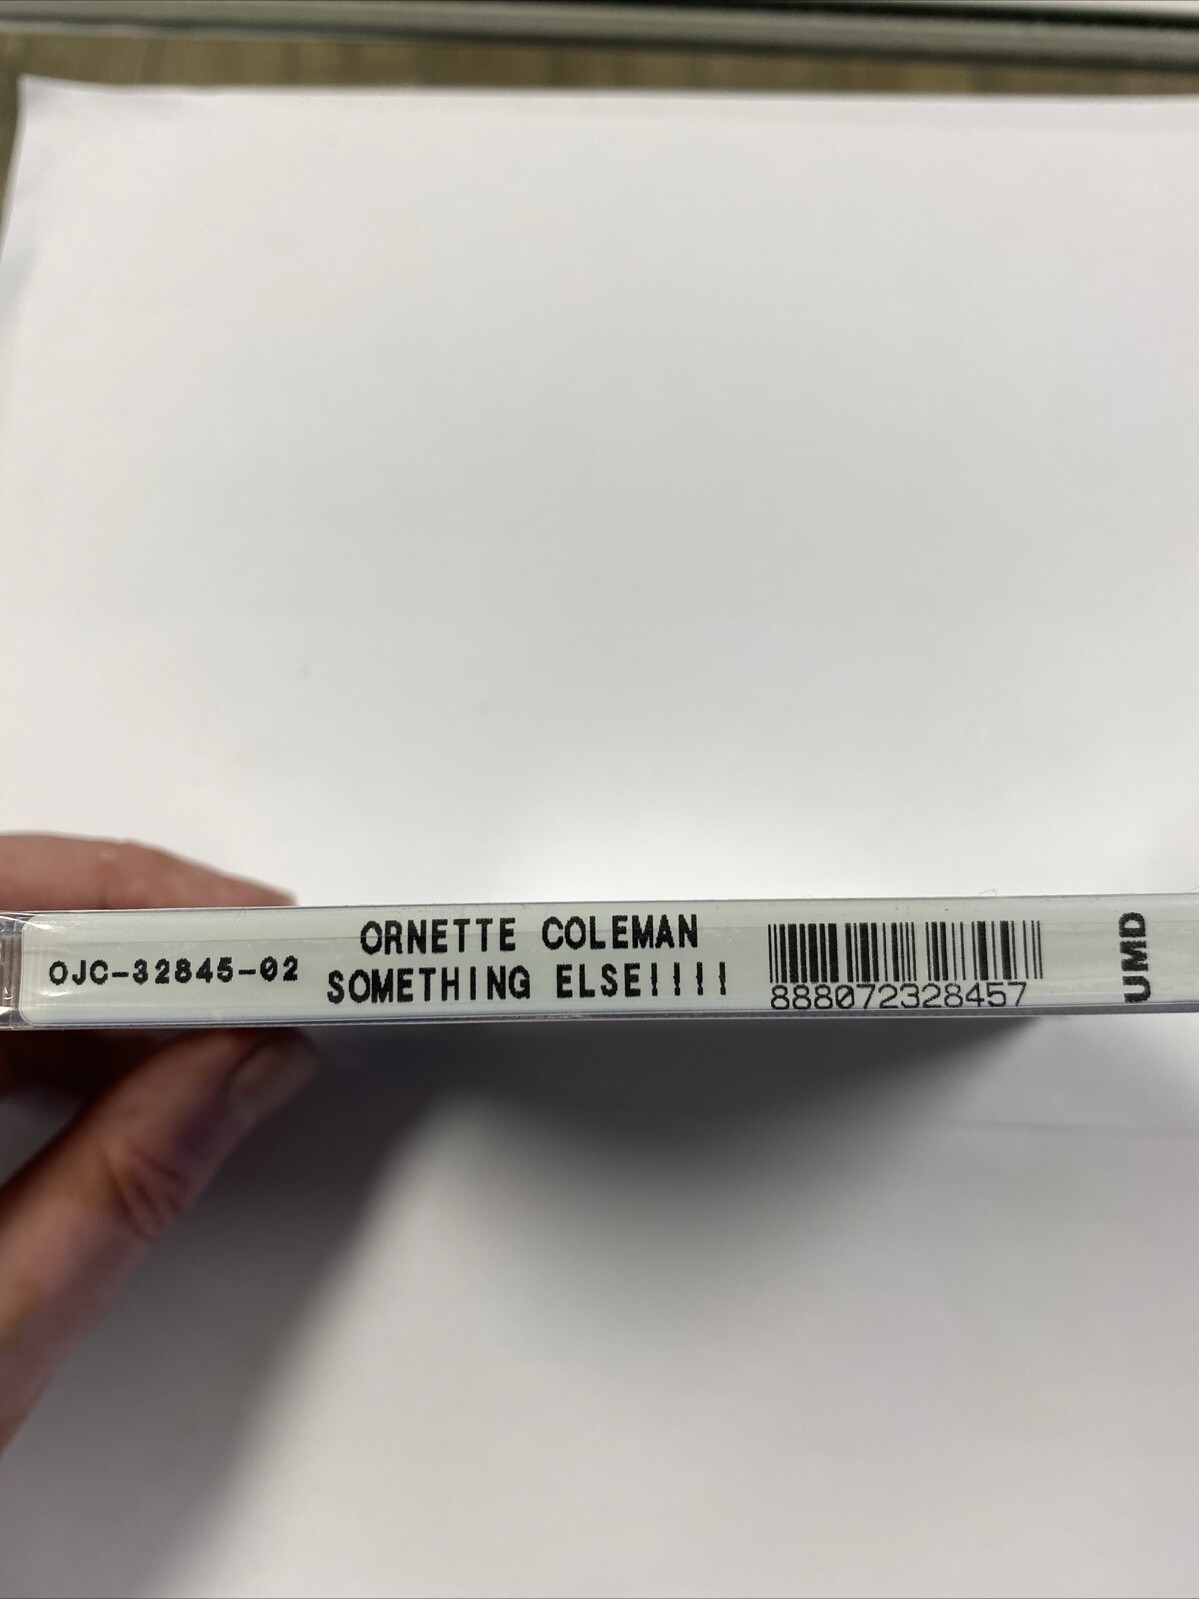 OJC-32845-02
ORNETTE COLEMAN
SOMETHING ELSE!!!!
888072328457
UMD